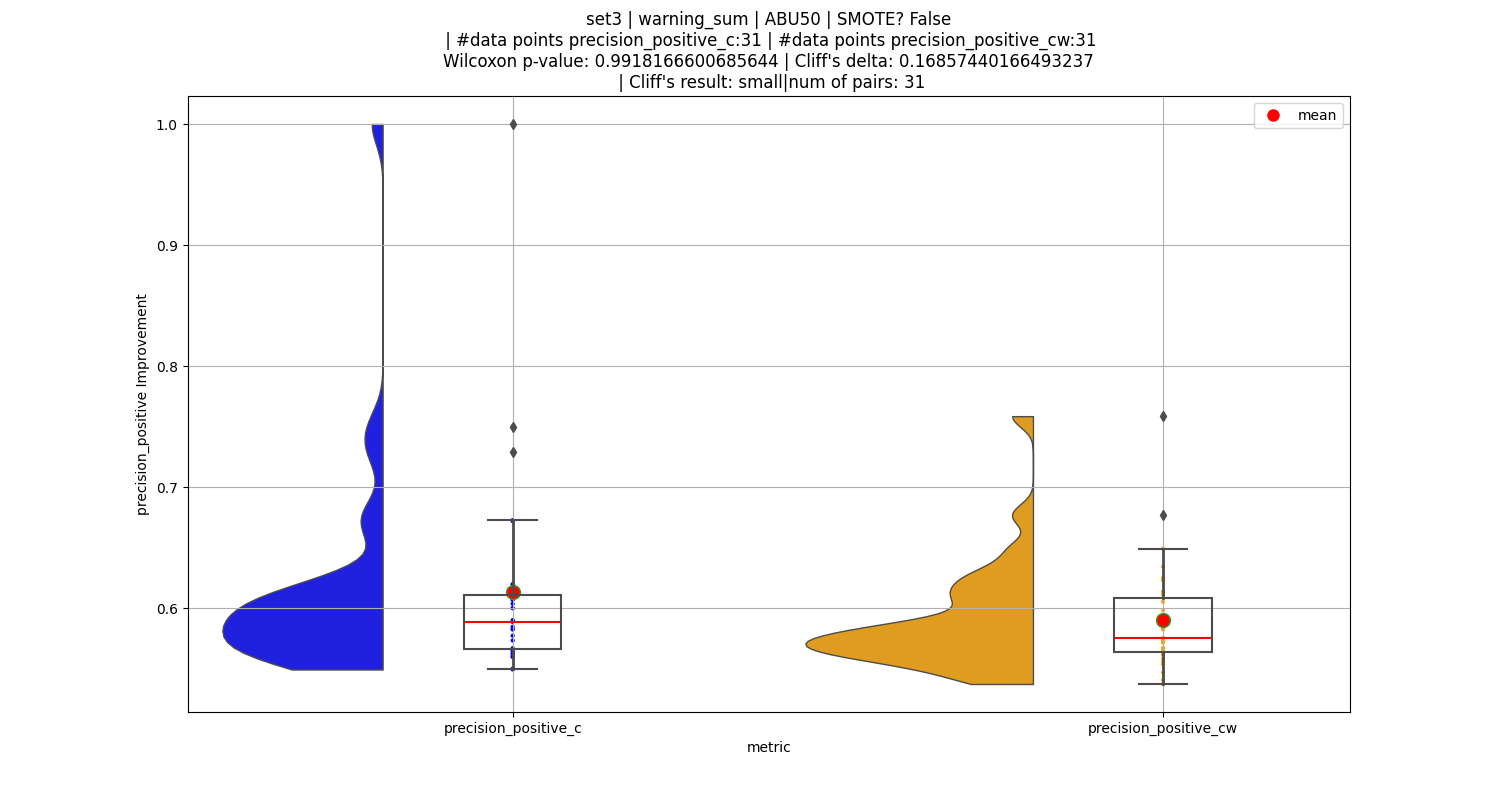 set3 | warning_sum | ABU50 | SMOTE? False
| #data points precision_positive_c:31 | #data points precision_positive_cw:31
Wilcoxon p-value: 0.9918166600685644 | Cliff's delta: 0.16857440166493237
| Cliff's result: small|num of pairs: 31
mean
1.0
0.9
0.8
0.7
0.6
precision_positive Improvement
precision_positive_c
precision_positive_cw
metric